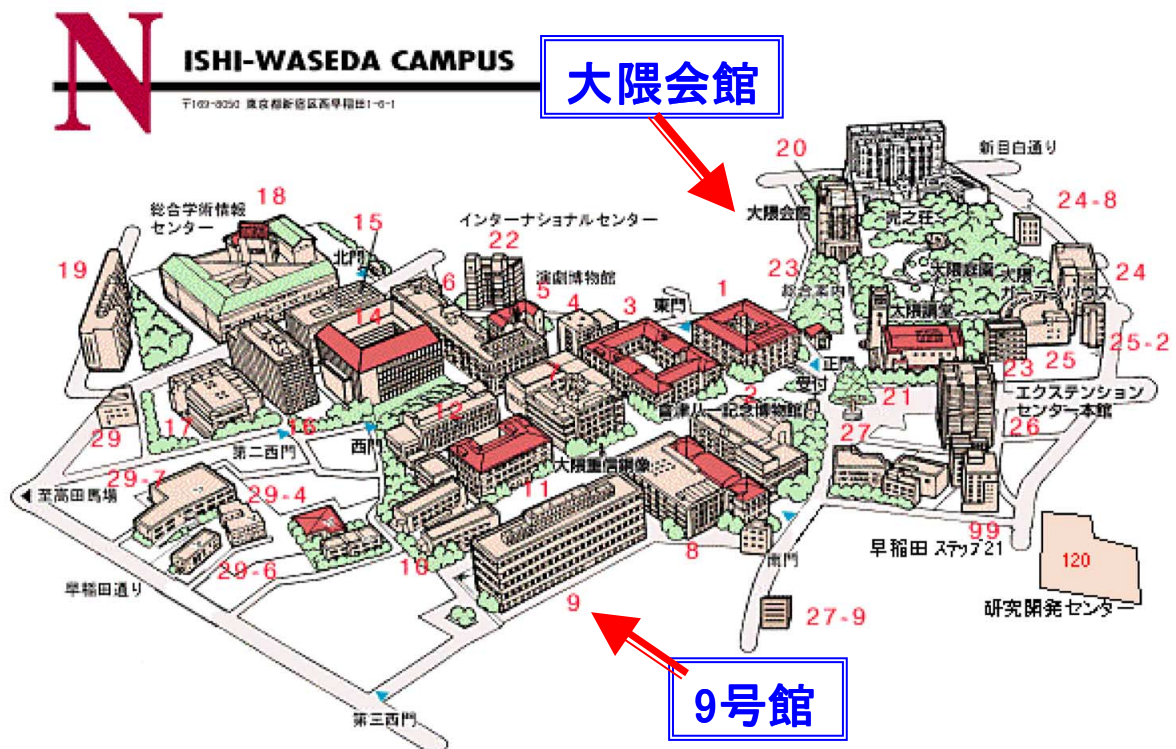 N
ISHI-WASEDA CAMPUS
〒169-8050 東京都新宿区西早稲田1-6-1
大隈会館
20
新目白通り
18
総合学術情報
センター
15
インターナショナルセンター
大隈会館
完之荘
24-8
北門
22
19
6
演劇博物館
5
4
3
東門
1
23
総合案内
大隈庭園
大隈
ガーデンハウス
24
大隈講堂
14
正門
25-2
25
7
受付
2
23
會津八一記念博物館
21
エクステンション
センター本館
12
26
29
17
16
西門
27
第二西門
大隈重信銅像
29-7
至高田馬場
11
29-4
99
早稲田 ステップ21
8
南門
120
10
29-6
早稲田通り
9
27-9
研究開発センター
9号館
第三西門